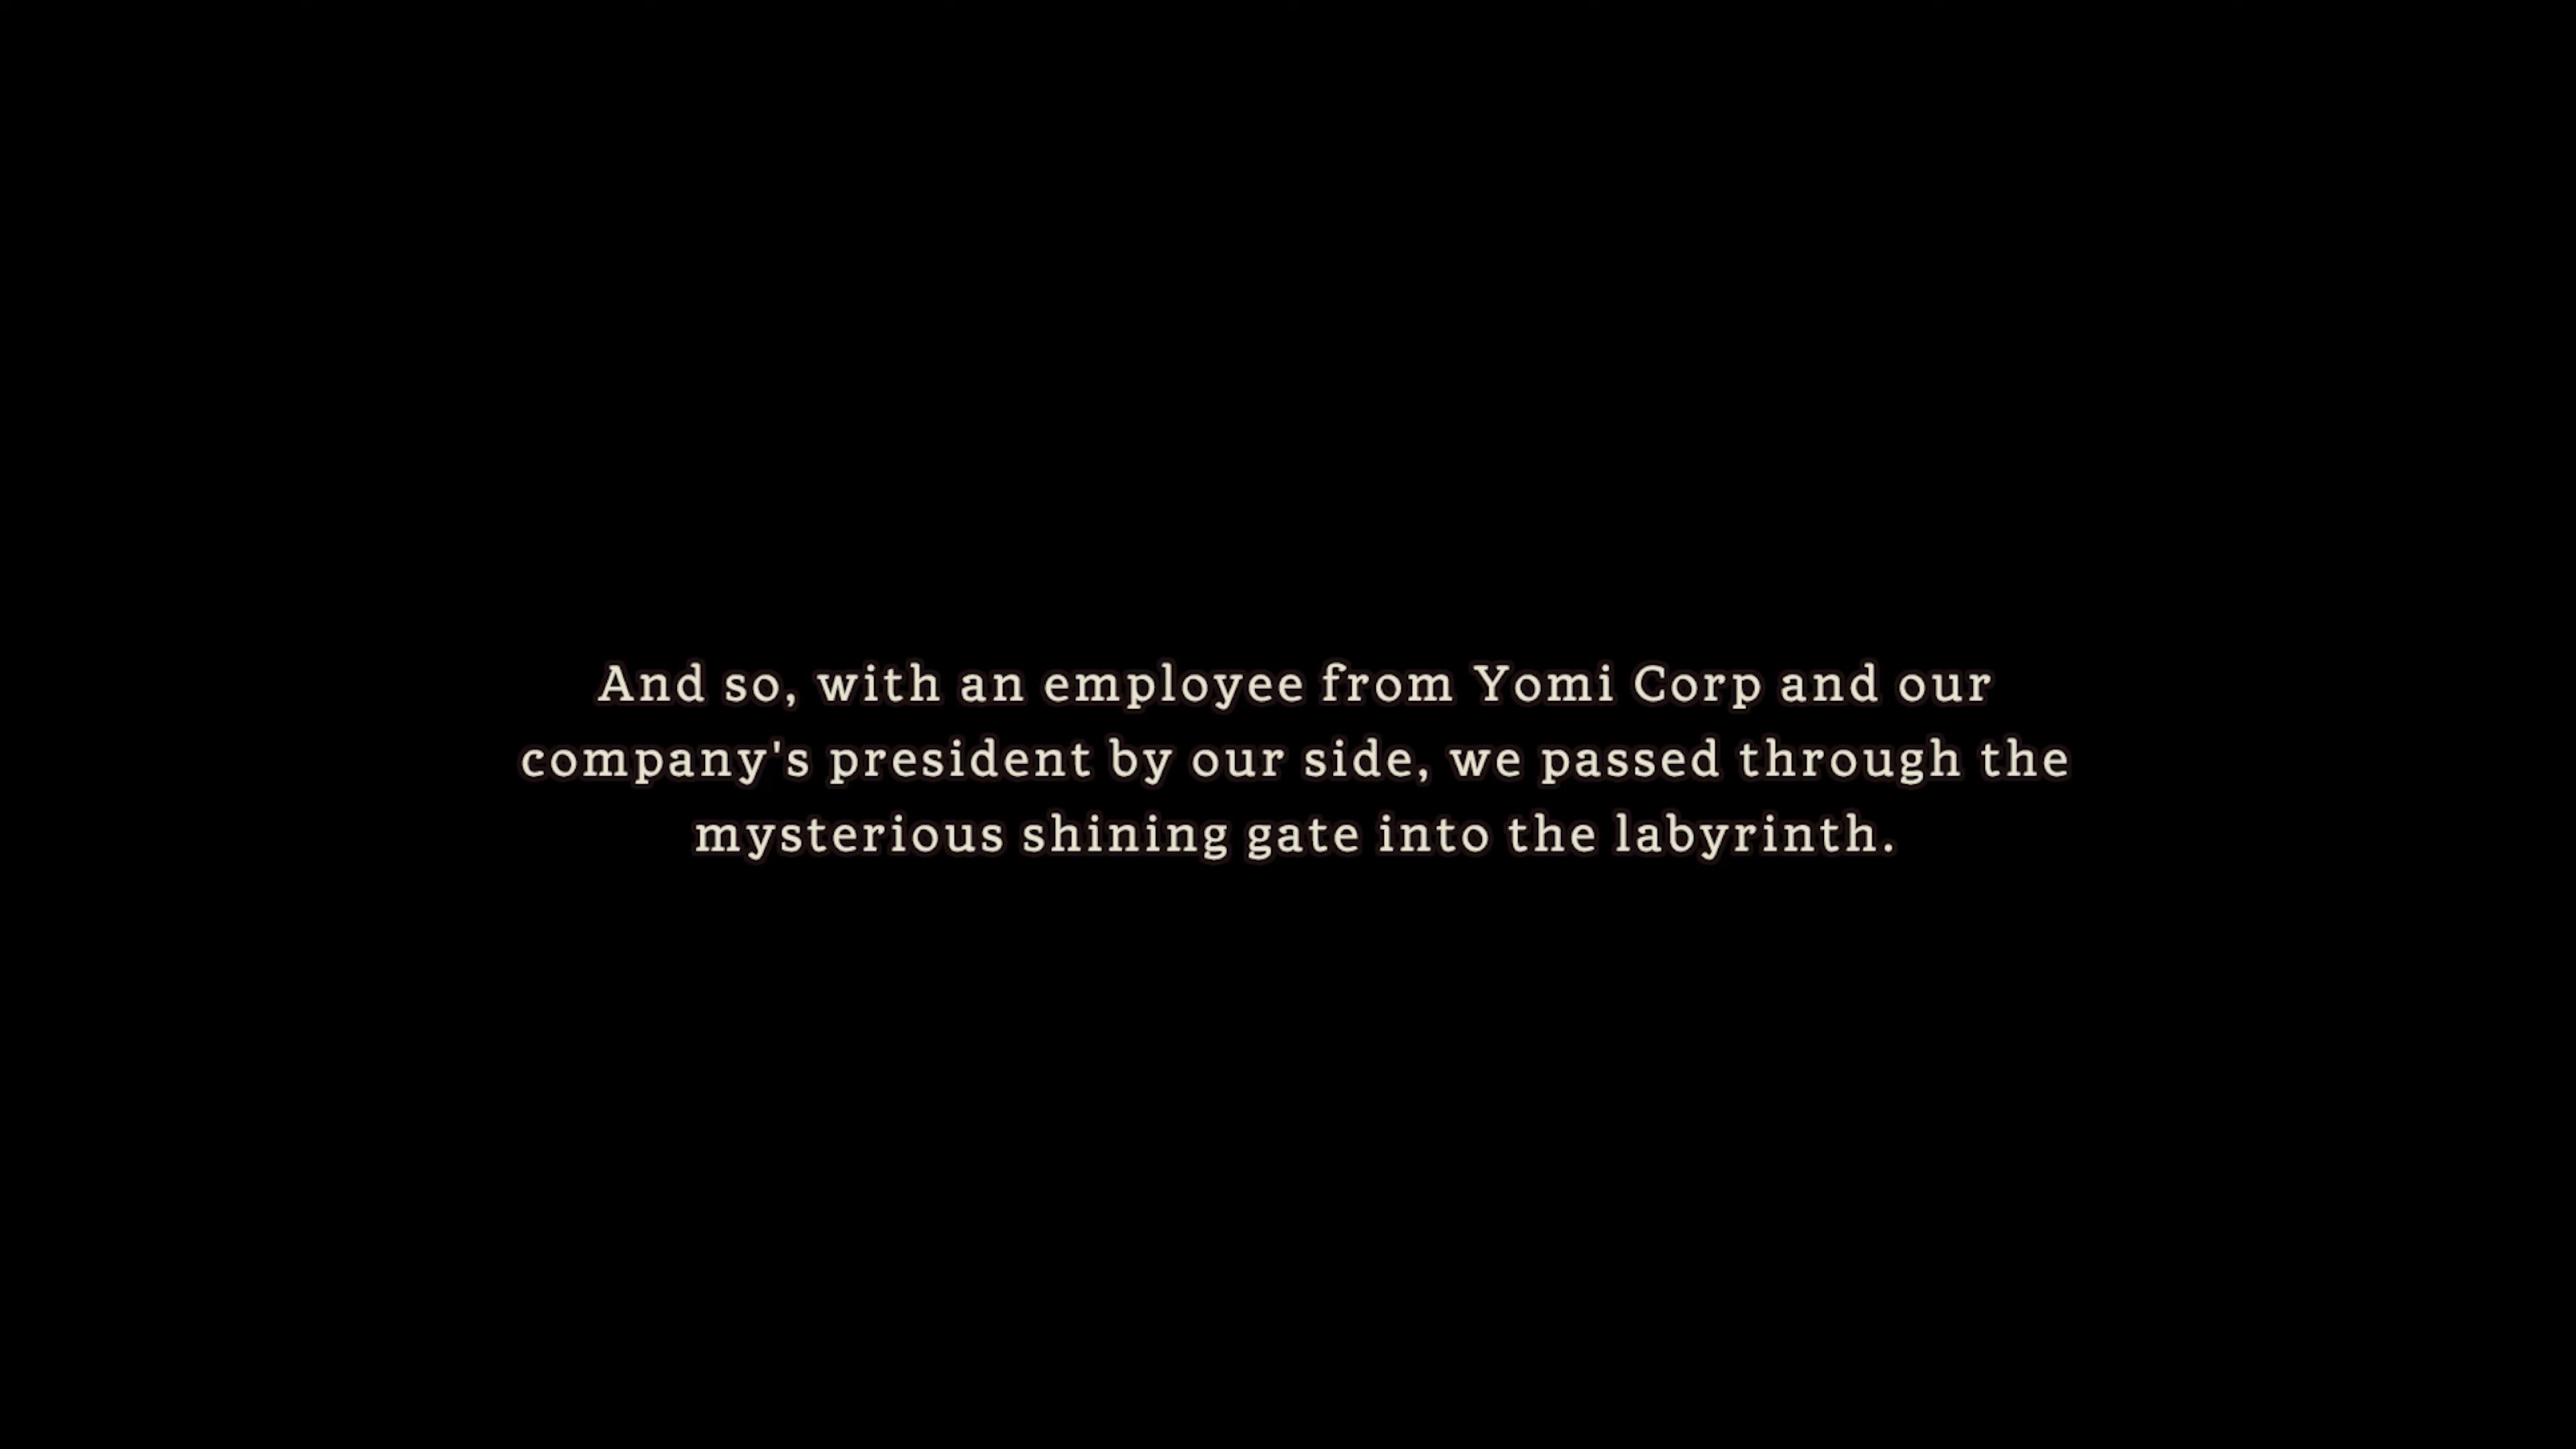 And so, with an employee from Yomi Corp and our
company's president by our side, we passed through the
mysterious shining gate into the labyrinth.